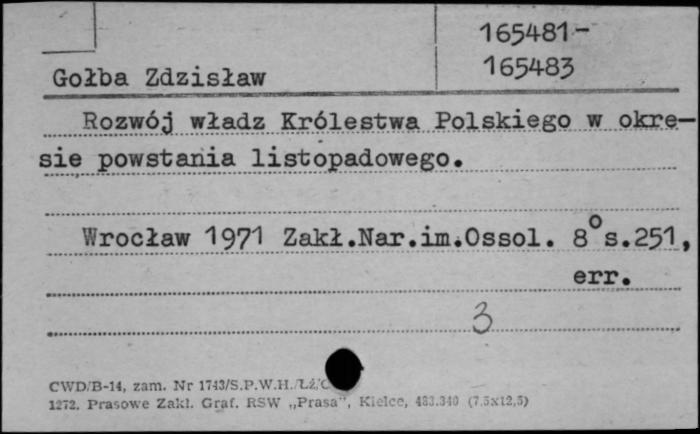 165481-
165483
Gołba Zdzisław
Rozwój władz Królestwa Polskiego w okre-
sie powstania listopadowego.
Wrocław 1971 Zakł.Nar.im.Ossol. 8° s.251,
err.
3
CWD/B-14, zam. Nr 1743/S.P.W.H./Łź/
1272. Prasowe Zakł. Graf. RSW „Prasa”, Kielce, 483.340 (7,5x12,5)